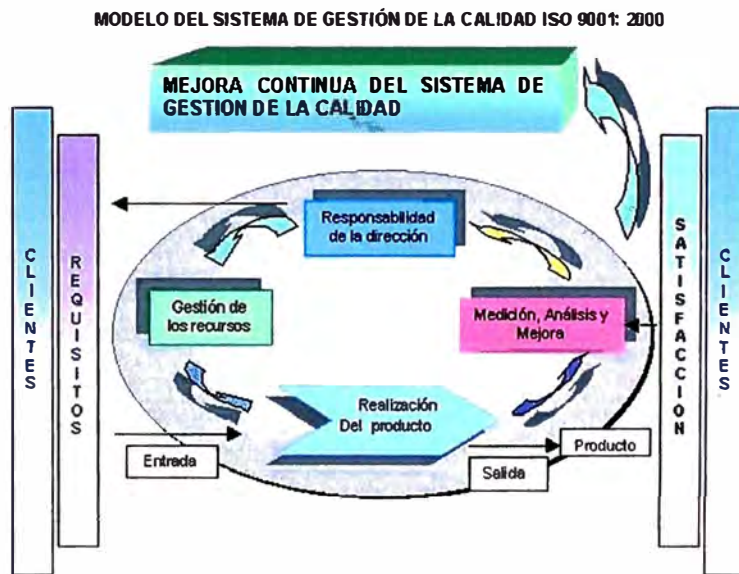 MODELO DEL SISTEMA DE GESTIÓN DE LA CALIDAD ISO 9001: 2000
MEJORA CONTINUA DEL SISTEMA DE
GESTION DE LA CALIDAD
CLIENTES
REQUISITOS
Responsabilidad
de la dirección
Gestión de
los recursos
Medición, Análisis y
Mejora
Realización
Del producto
Entrada
Salida
Producto
SATISFACCION
CLIENTES